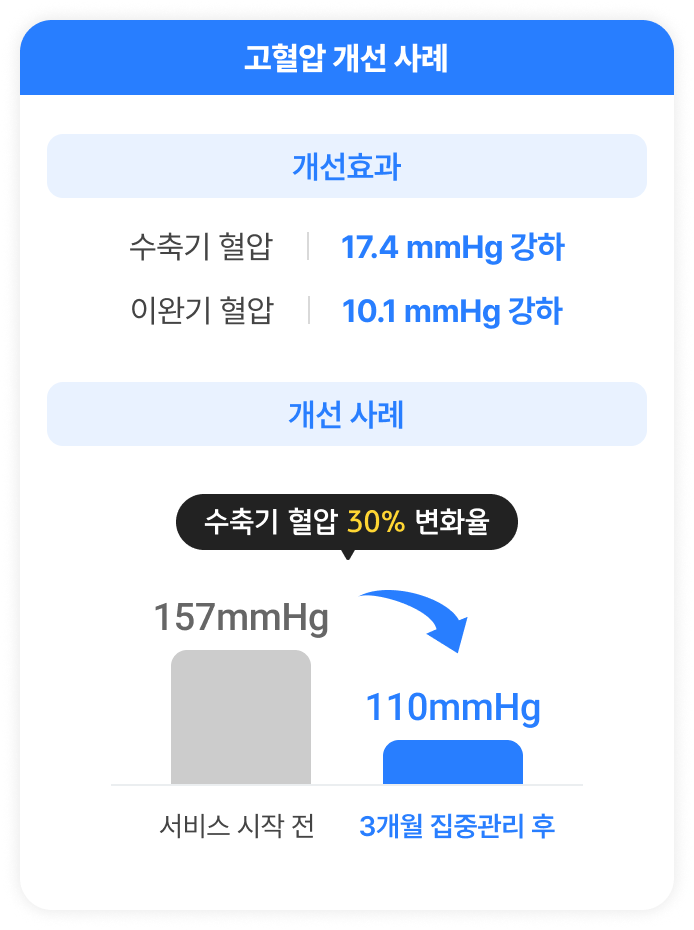 고혈압 개선 사례
개선효과
수축기 혈압 17.4 mmHg 강하
이완기 혈압 10.1 mmHg 강하
개선 사례
수축기 혈압 30% 변화율
157mmHg
110mmHg
서비스 시작 전 3개월 집중관리 후